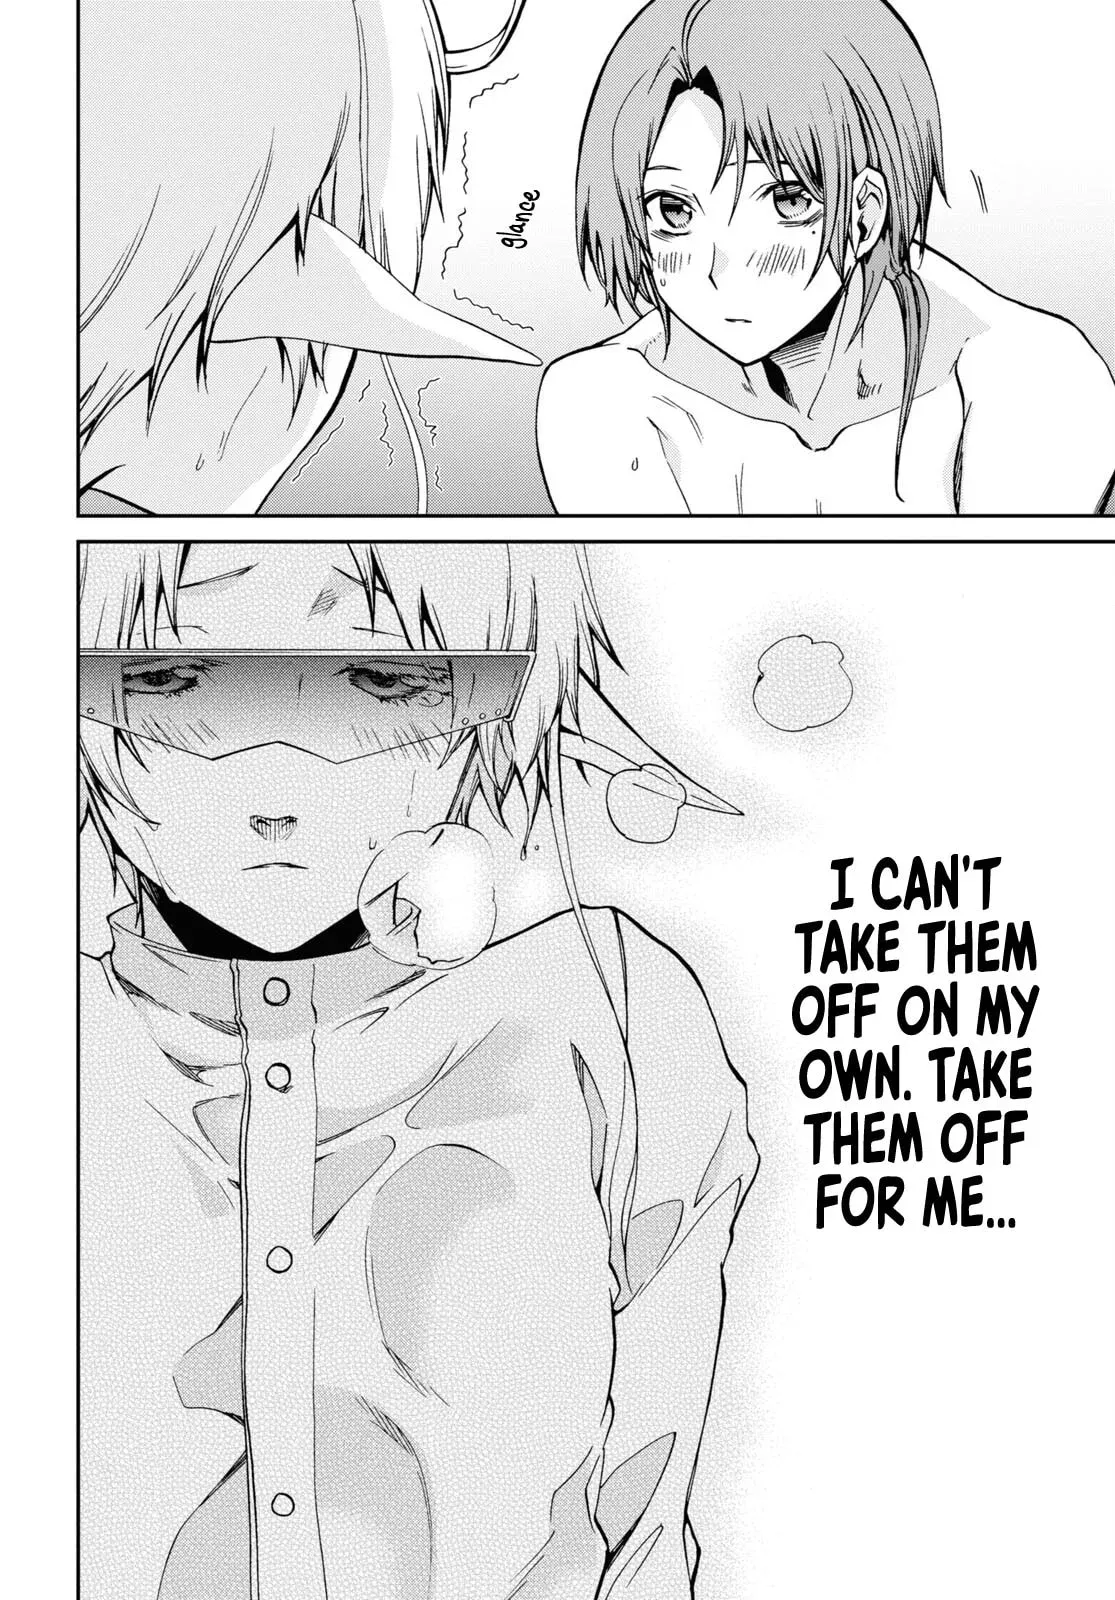 glance
I CAN'T
TAKE THEM
OFF ON MY
OWN. TAKE
THEM OFF
FOR ME...